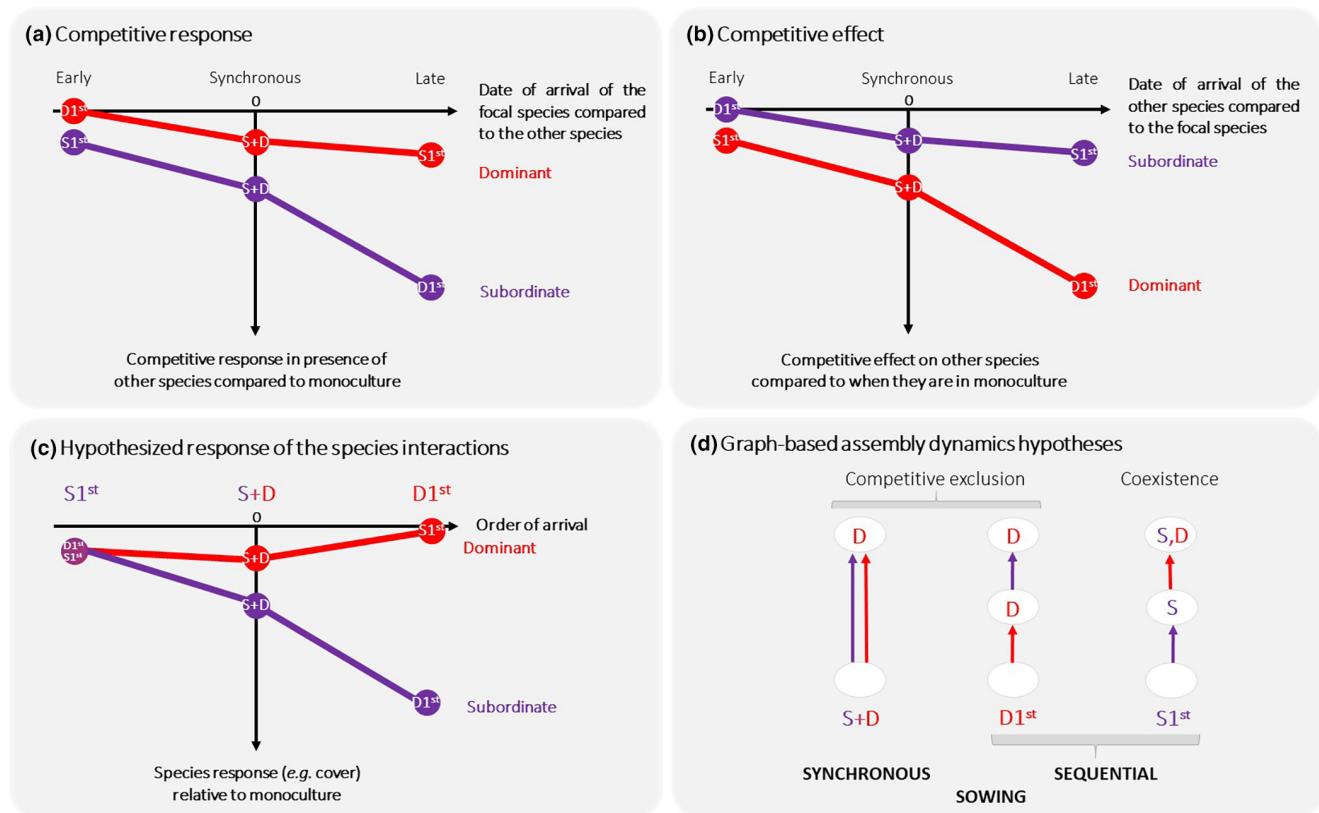 (a) Competitive response
Early
Synchronous
Late
0
Date of arrival of the
focal species compared
to the other species
D1st
S+D
S1st
Dominant
S1st
S+D
D1st
Subordinate
Competitive response in presence of
other species compared to monoculture
(b) Competitive effect
Early
Synchronous
Late
0
Date of arrival of the
other species compared
to the focal species
D1st
S+D
S1st
Subordinate
S1st
S+D
D1st
Dominant
Competitive effect on other species
compared to when they are in monoculture
(c) Hypothesized response of the species interactions
S1st
S+D
D1st
0
Order of arrival
D1st
S1st
S+D
S1st
Dominant
S+D
D1st
Subordinate
Species response (e.g. cover)
relative to monoculture
(d) Graph-based assembly dynamics hypotheses
Competitive exclusion
Coexistence
D
D
S,D
D
S
S+D
D1st
S1st
SYNCHRONOUS
SEQUENTIAL
SOWING